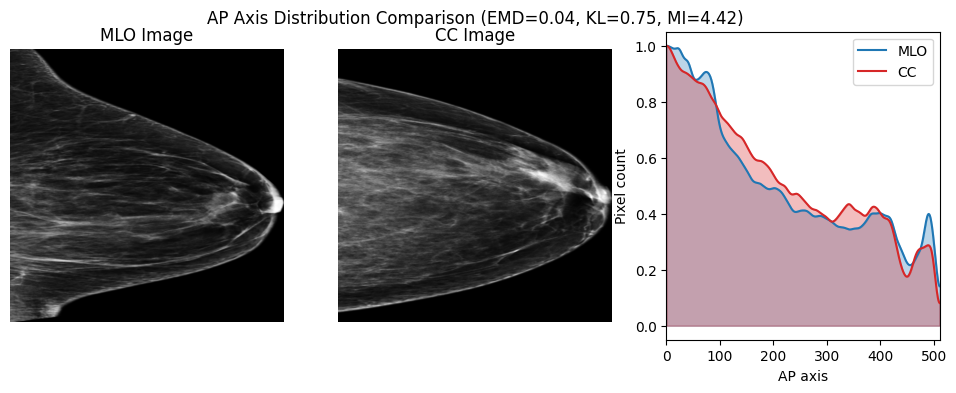 AP Axis Distribution Comparison (EMD=0.04, KL=0.75, MI=4.42)
MLO Image
CC Image
MLO
CC
Pixel count
1.0
0.8
0.6
0.4
0.2
0.0
0 100 200 300 400 500
AP axis